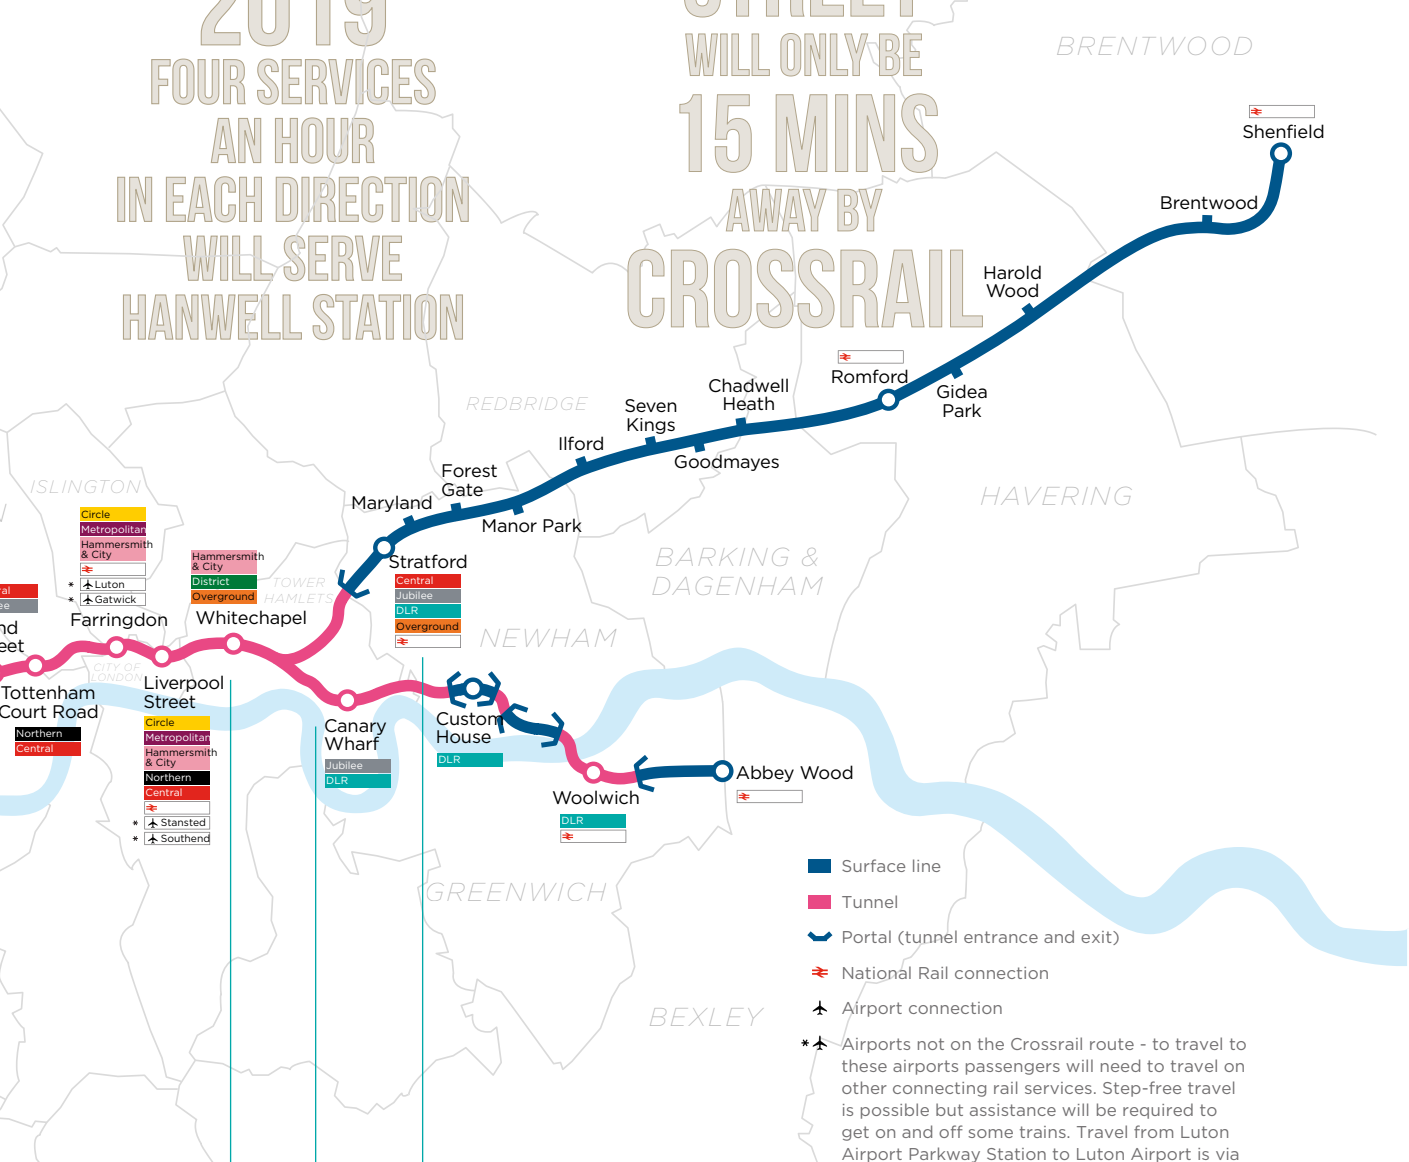 2019
FOUR SERVICES
AN HOUR
IN EACH DIRECTION
WILL SERVE
HANWELL STATION
STREET
WILL ONLY BE
15 MINS
AWAY BY
CROSSRAIL
BRENTWOOD
Shenfield
Brentwood
Harold
Wood
Romford
Gidea
Park
Chadwell
Heath
REDBRIDGE
Seven
Kings
Goodmayes
Ilford
Forest
Gate
Manor Park
Maryland
ISLINGTON
HAVERING
Circle
Metropolitan
Hammersmith
& City
* Luton
* Gatwick
Farringdon
Hammersmith
& City
District
Overground
Whitechapel
TOWER
HAMLETS
Stratford
Central
Jubilee
DLR
Overground
BARKING &
DAGENHAM
NEWHAM
CITY OF
LONDON
Tottenham
Court Road
Northern
Central
Liverpool
Street
Circle
Metropolitan
Hammersmith
& City
Northern
Central
* Stansted
* Southend
Canary
Wharf
Jubilee
DLR
Custom
House
DLR
Woolwich
DLR
Abbey Wood
GREENWICH
BEXLEY
Surface line
Tunnel
Portal (tunnel entrance and exit)
National Rail connection
Airport connection
* Airports not on the Crossrail route - to travel to
these airports passengers will need to travel on
other connecting rail services. Step-free travel
is possible but assistance will be required to
get on and off some trains. Travel from Luton
Airport Parkway Station to Luton Airport is via